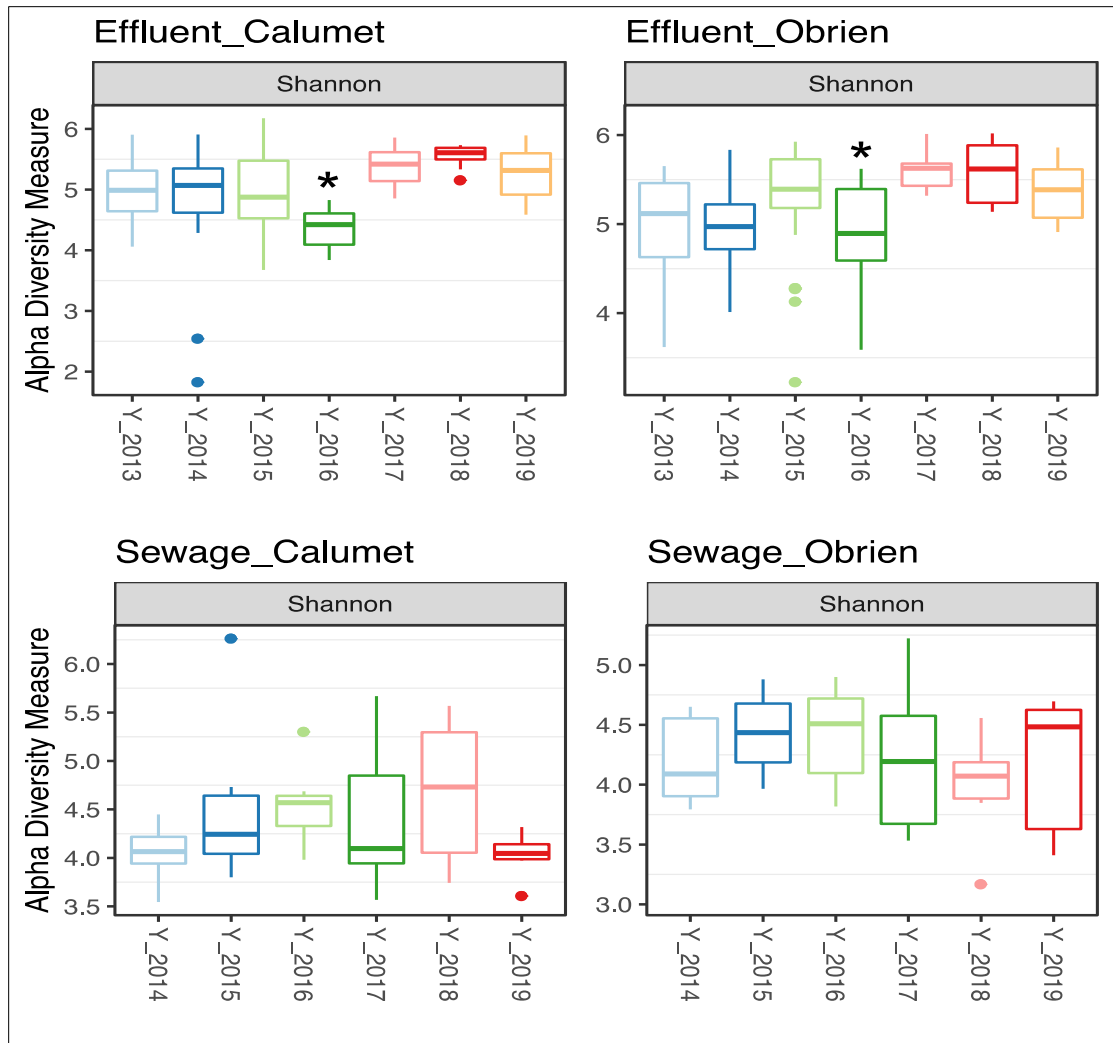 Effluent_Calumet
Shannon
Alpha Diversity Measure
6
5
4
3
2
*
Y_2013
Y_2014
Y_2015
Y_2016
Y_2017
Y_2018
Y_2019
Effluent_Obrien
Shannon
6
5
4
*
Y_2013
Y_2014
Y_2015
Y_2016
Y_2017
Y_2018
Y_2019
Sewage_Calumet
Shannon
Alpha Diversity Measure
6.0
5.5
5.0
4.5
4.0
3.5
Y_2014
Y_2015
Y_2016
Y_2017
Y_2018
Y_2019
Sewage_Obrien
Shannon
5.0
4.5
4.0
3.5
3.0
Y_2014
Y_2015
Y_2016
Y_2017
Y_2018
Y_2019